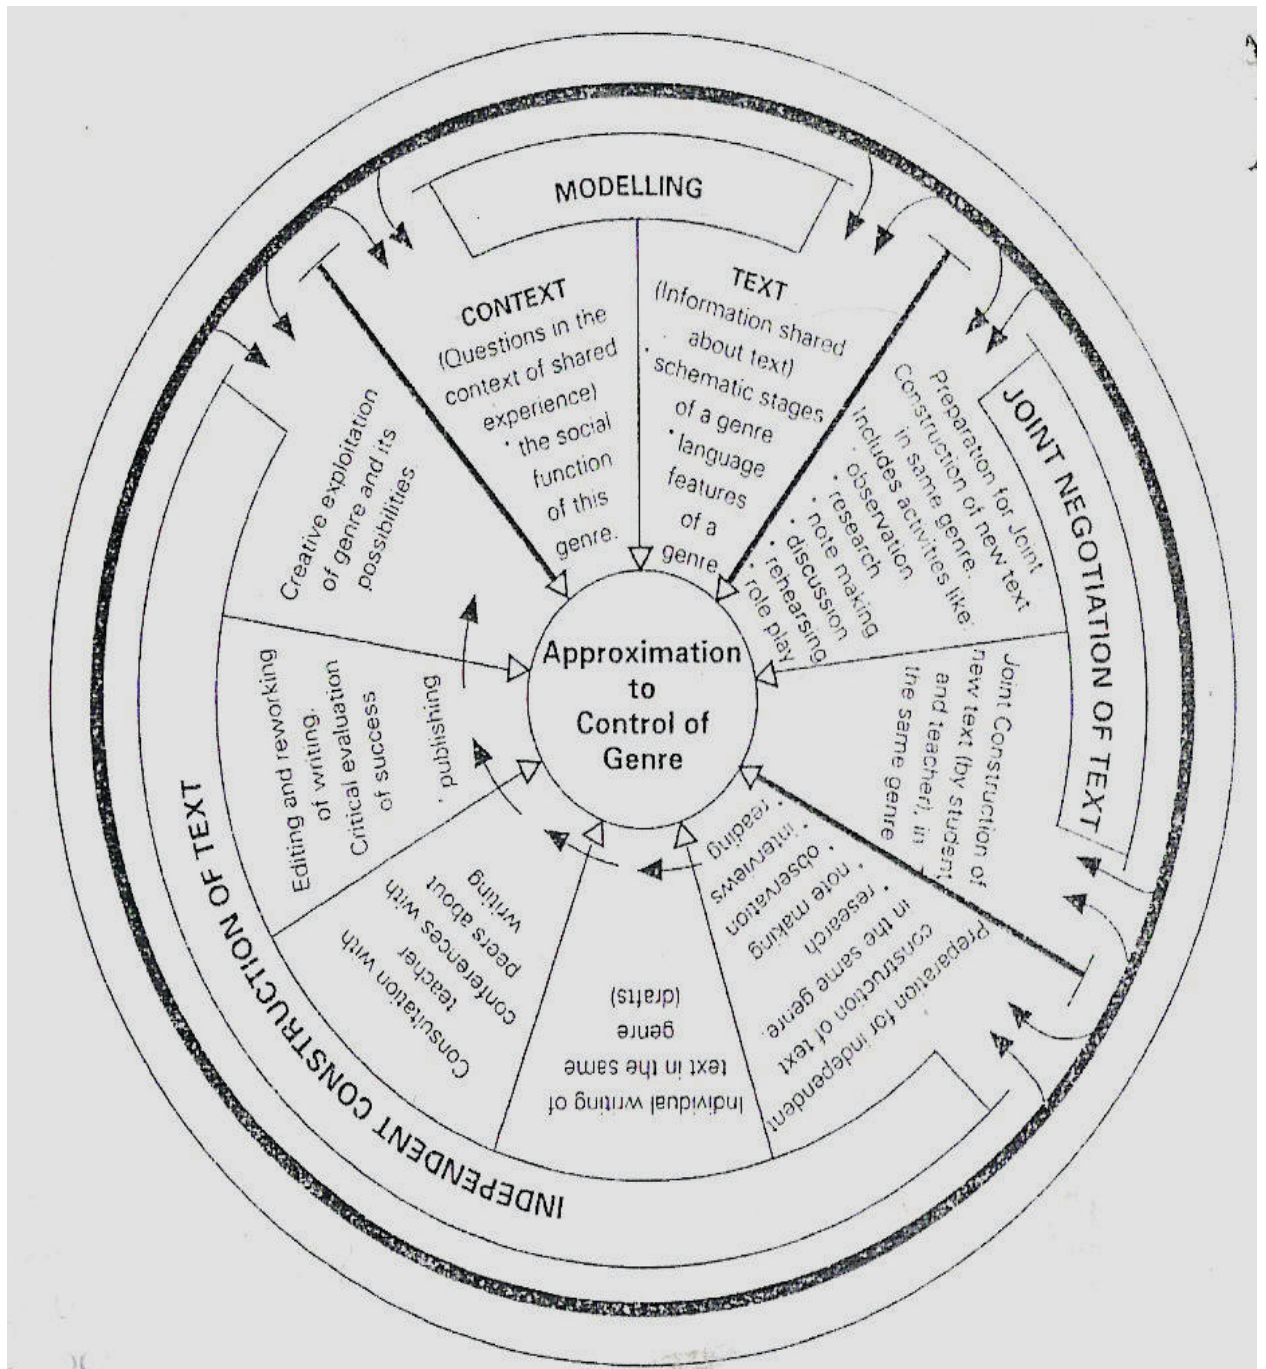 MODELLING
CONTEXT
(Questions in the
context of shared
experience)
· the social
function
of this
genre.
TEXT
(Information shared
about text)
· schematic stages
of a genre
· language
features
of a
genre
JOINT NEGOTIATION OF TEXT
Preparation for Joint
Construction of new text
in same genre.
Includes activities like:
· observation
· research
· note making
· discussion
· rehearsing
· role play
Joint Construction of
new text (by student
and teacher), in
the same genre
INDEPENDENT CONSTRUCTION OF TEXT
Preparation for independent
construction of text
in the same genre.
· research
· note making
· observation
· interviews
· reading
Individual writing of
text in the same
genre
(drafts)
Consultation with
teacher
conferences with
peers about
writing
Editing and reworking
of writing.
Critical evaluation
of success
· publishing
Creative exploitation
of genre and its
possibilities
Approximation
to
Control of
Genre